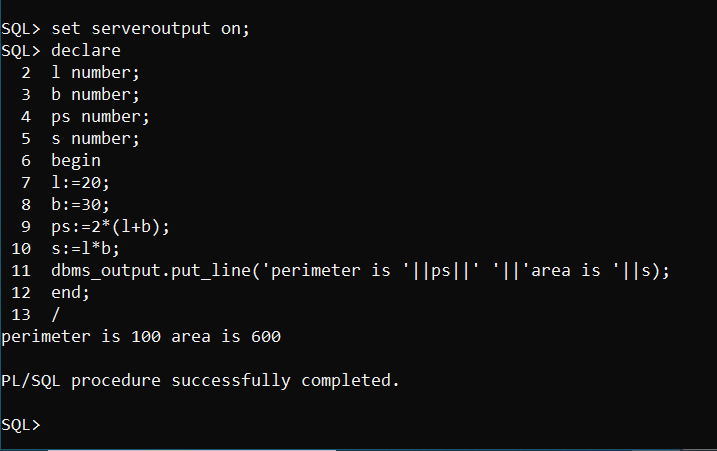 SQL> set serveroutput on;
SQL> declare
2 l number;
3 b number;
4 ps number;
5 s number;
6 begin
7 l:=20;
8 b:=30;
9 ps:=2*(l+b);
10 s:=l*b;
11 dbms_output.put_line('perimeter is '||ps||' '||'area is '||s);
12 end;
13 /
perimeter is 100 area is 600
PL/SQL procedure successfully completed.
SQL>